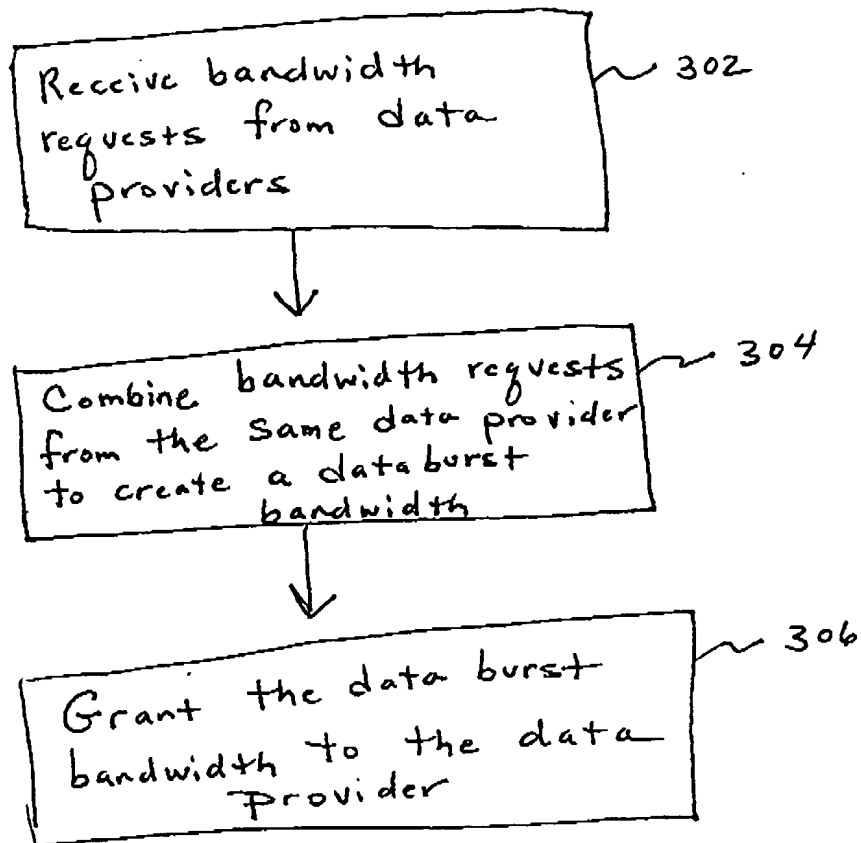 Receive bandwidth
requests from data
providers
302
Combine bandwidth requests
from the same data provider
to create a data burst
bandwidth
304
Grant the data burst
bandwidth to the data
provider
306